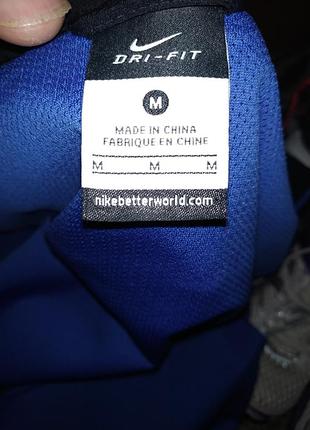 DRI-FIT
M
MADE IN CHINA
FABRIQUE EN CHINE
M M M
nikebetterworld.com